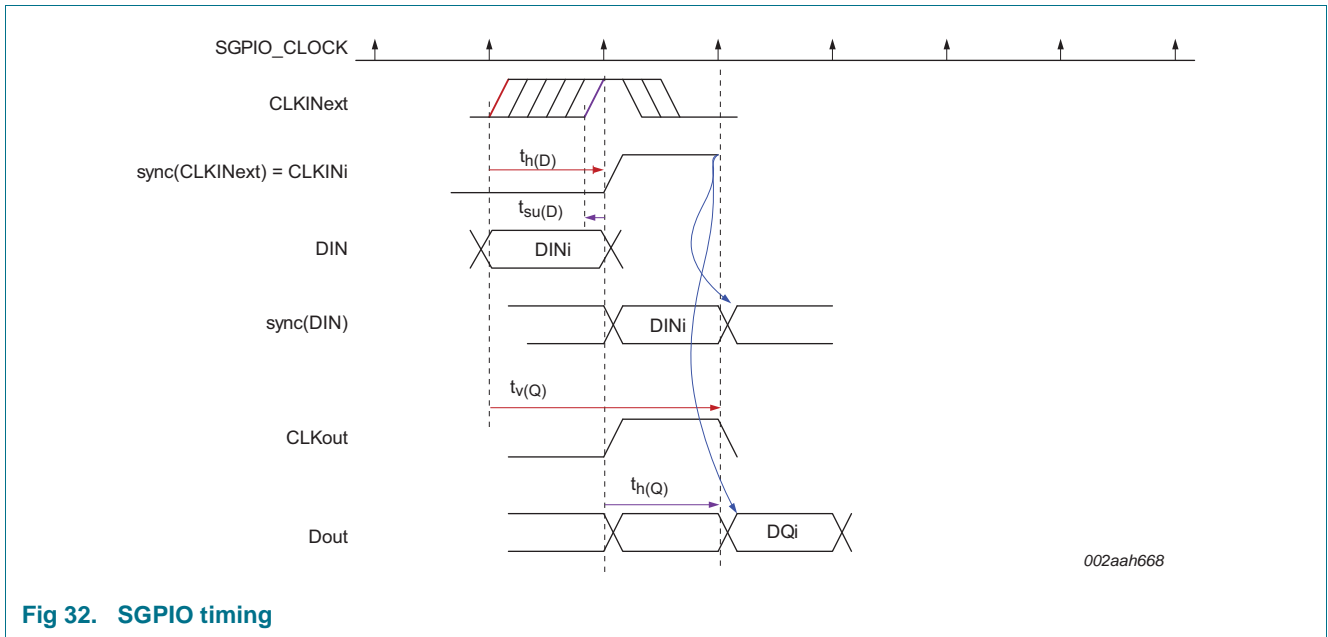 SGPIO_CLOCK
CLKINext
sync(CLKINext) = CLKINi
th(D)
tsu(D)
DIN
DINi
sync(DIN)
DINi
tv(Q)
CLKout
th(Q)
Dout
DQi
002aah668
Fig 32. SGPIO timing